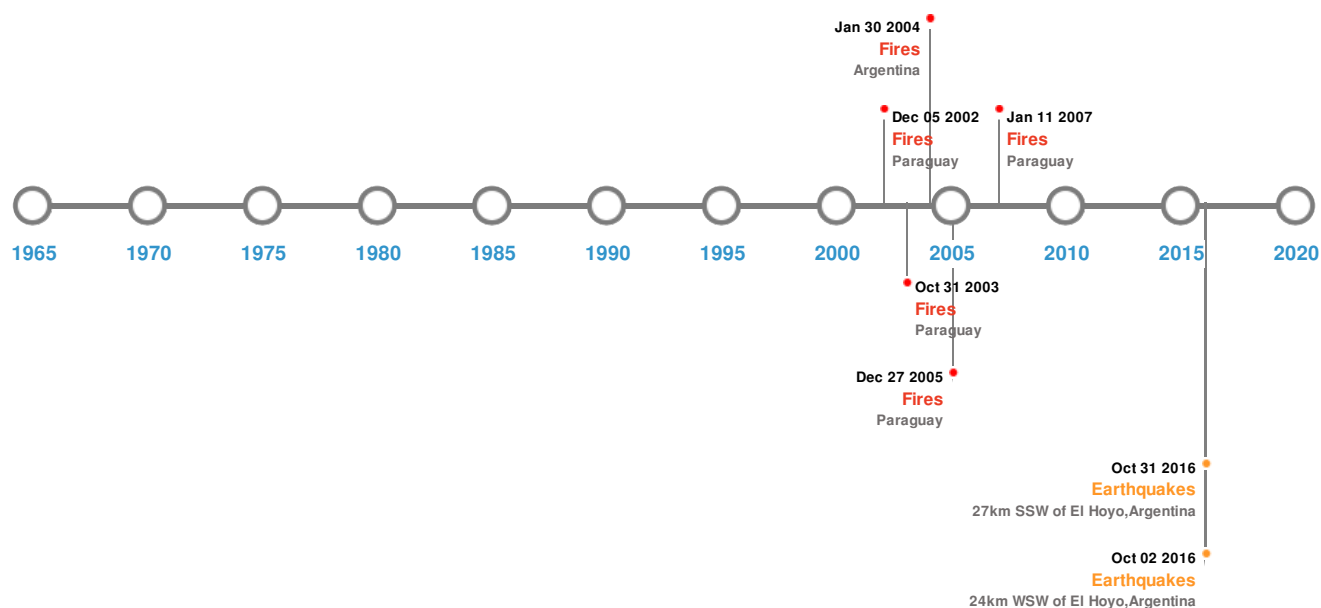 Jan 30 2004
Fires
Argentina
Dec 05 2002
Fires
Paraguay
Jan 11 2007
Fires
Paraguay
1965 1970 1975 1980 1985 1990 1995 2000 2005 2010 2015 2020
Oct 31 2003
Fires
Paraguay
Dec 27 2005
Fires
Paraguay
Oct 31 2016
Earthquakes
27km SSW of El Hoyo,Argentina
Oct 02 2016
Earthquakes
24km WSW of El Hoyo,Argentina